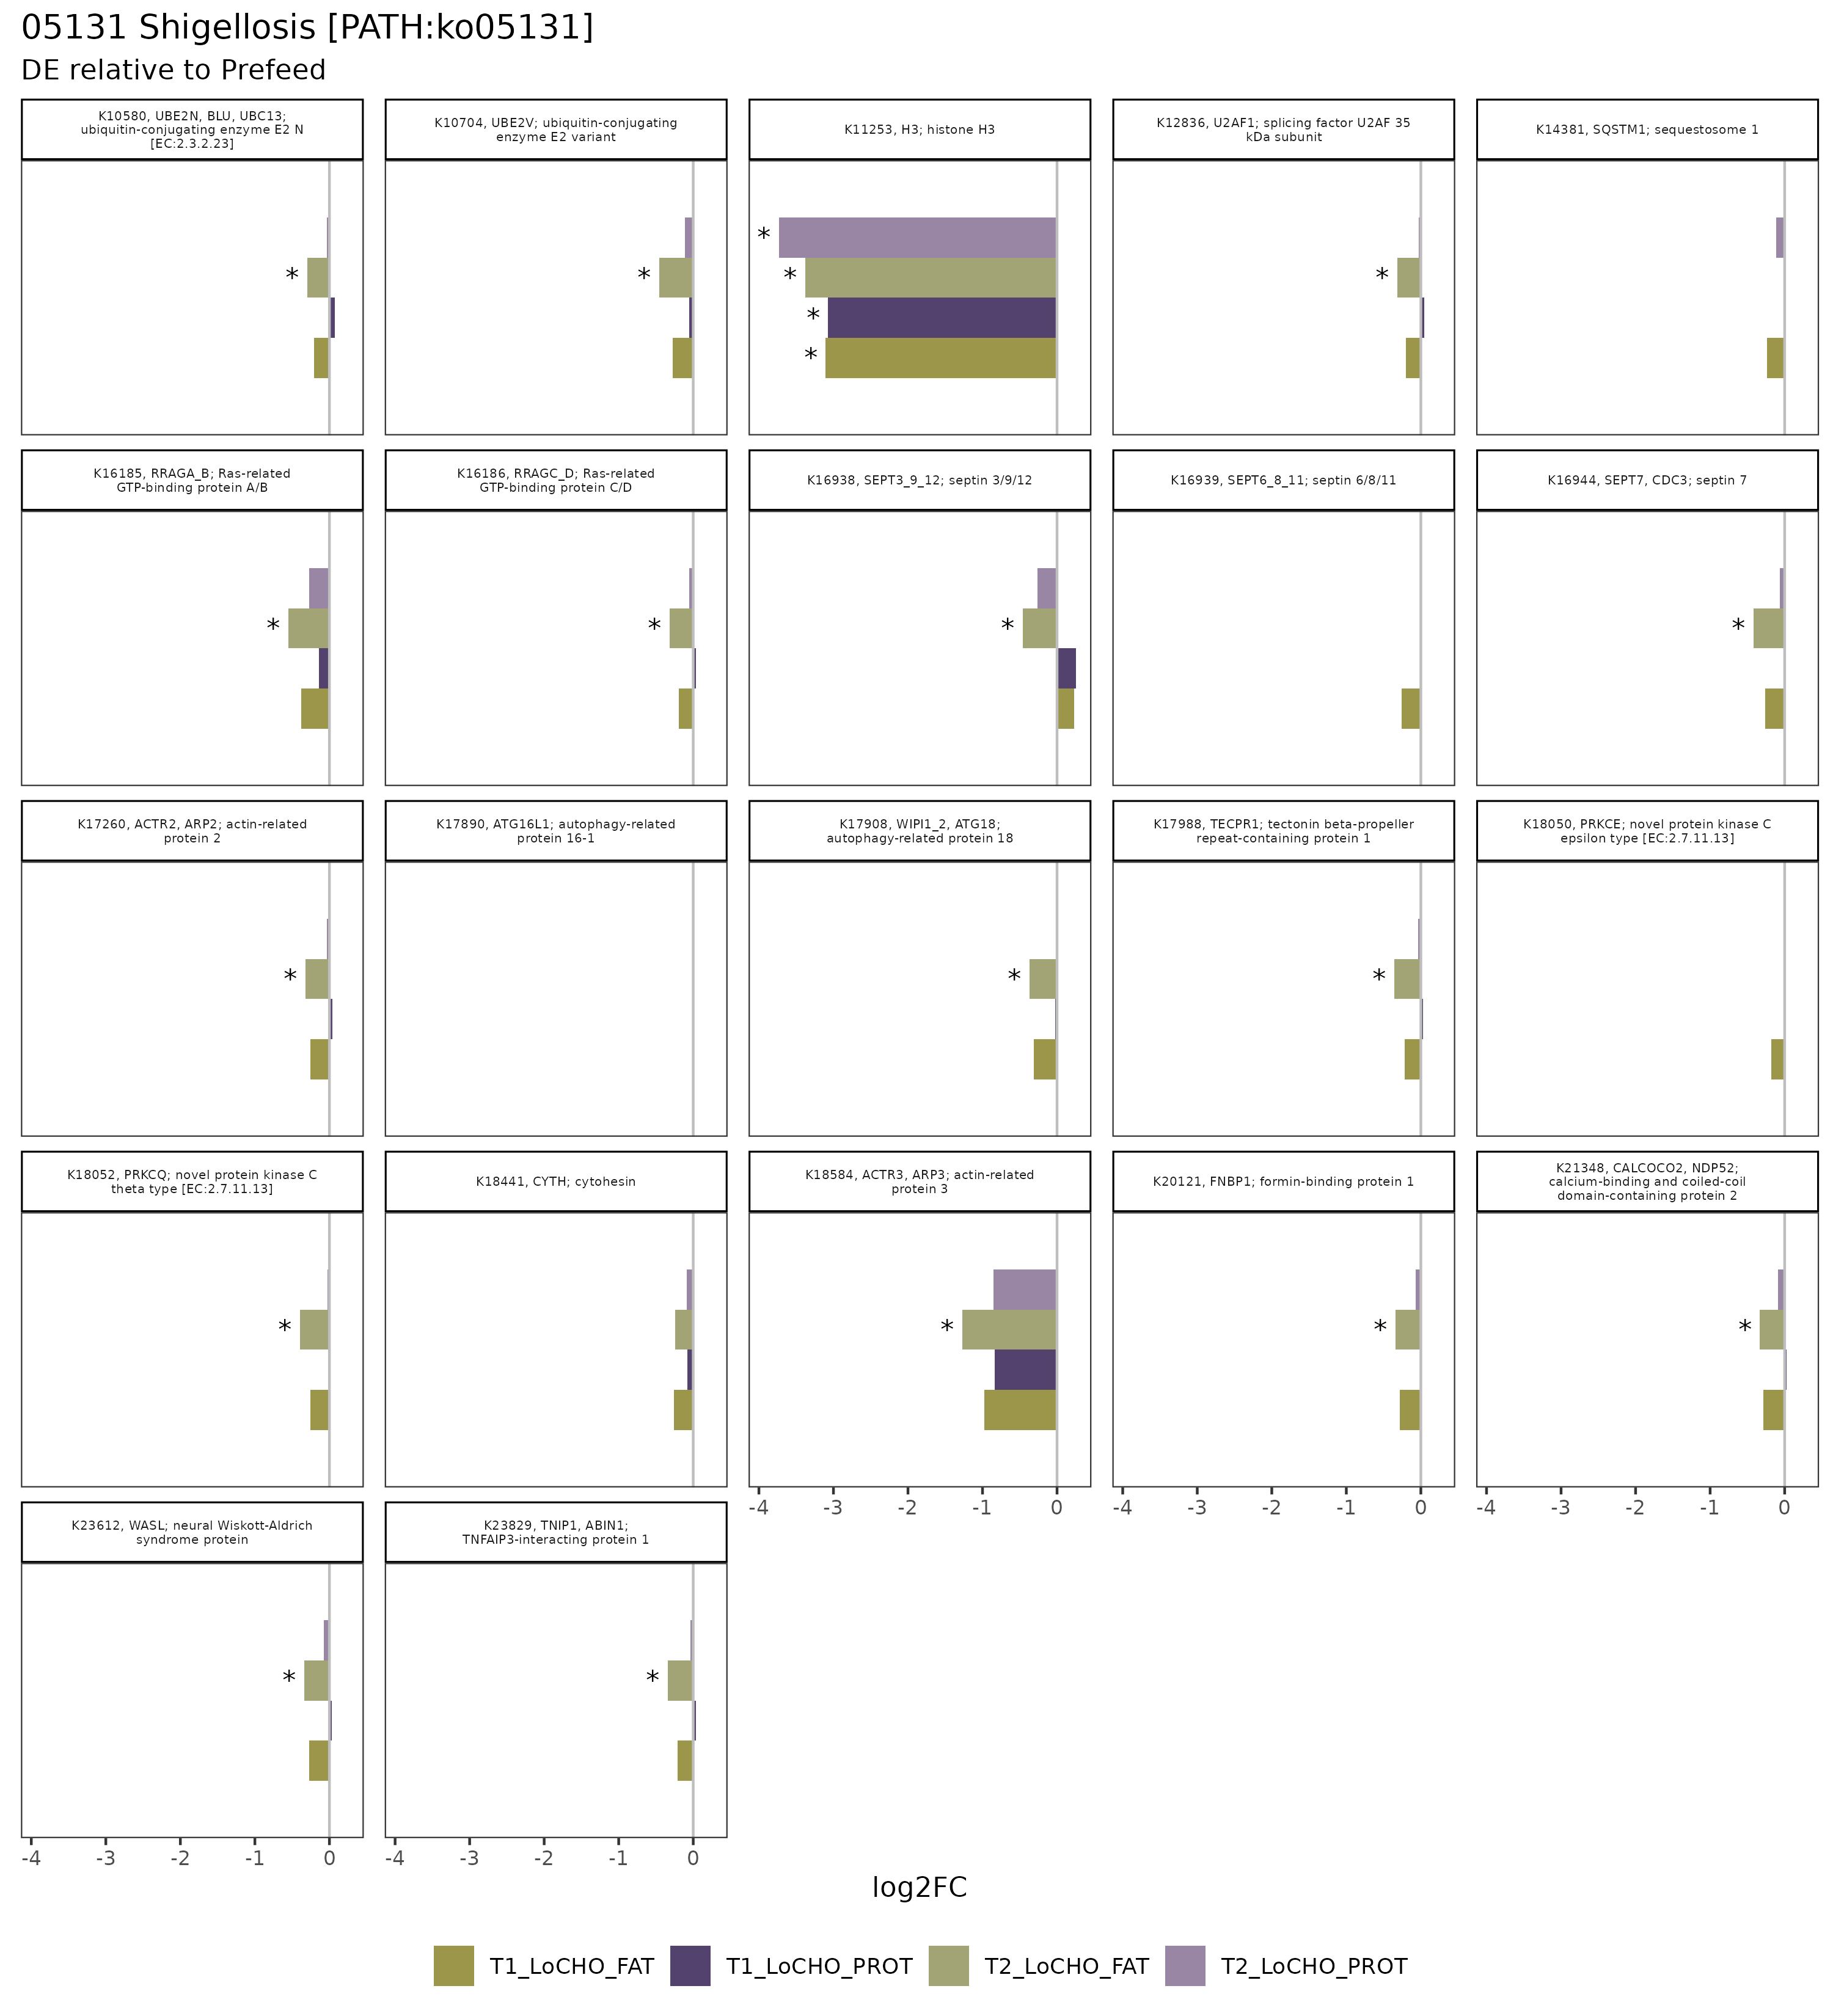 05131 Shigellosis [PATH:ko05131]
DE relative to Prefeed
K10580, UBE2N, BLU, UBC13;
ubiquitin-conjugating enzyme E2 N
[EC:2.3.2.23]
K10704, UBE2V; ubiquitin-conjugating
enzyme E2 variant
K11253, H3; histone H3
K12836, U2AF1; splicing factor U2AF 35
kDa subunit
K14381, SQSTM1; sequestosome 1
*
*
*
*
*
*
*
K16185, RRAGA_B; Ras-related
GTP-binding protein A/B
K16186, RRAGC_D; Ras-related
GTP-binding protein C/D
K16938, SEPT3_9_12; septin 3/9/12
K16939, SEPT6_8_11; septin 6/8/11
K16944, SEPT7, CDC3; septin 7
*
*
*
*
K17260, ACTR2, ARP2; actin-related
protein 2
K17890, ATG16L1; autophagy-related
protein 16-1
K17908, WIPI1_2, ATG18;
autophagy-related protein 18
K17988, TECPR1; tectonin beta-propeller
repeat-containing protein 1
K18050, PRKCE; novel protein kinase C
epsilon type [EC:2.7.11.13]
*
*
*
K18052, PRKCQ; novel protein kinase C
theta type [EC:2.7.11.13]
K18441, CYTH; cytohesin
K18584, ACTR3, ARP3; actin-related
protein 3
K20121, FNBP1; formin-binding protein 1
K21348, CALCOCO2, NDP52;
calcium-binding and coiled-coil
domain-containing protein 2
*
*
*
*
-4 -3 -2 -1 0
-4 -3 -2 -1 0
-4 -3 -2 -1 0
K23612, WASL; neural Wiskott-Aldrich
syndrome protein
K23829, TNIP1, ABIN1;
TNFAIP3-interacting protein 1
*
*
-4 -3 -2 -1 0
-4 -3 -2 -1 0
log2FC
T1_LoCHO_FAT T1_LoCHO_PROT T2_LoCHO_FAT T2_LoCHO_PROT